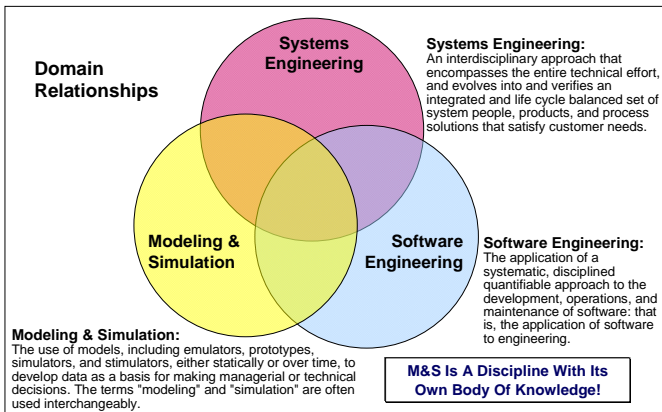 Domain
Relationships
Systems
Engineering
Systems Engineering:
An interdisciplinary approach that
encompasses the entire technical effort,
and evolves into and verifies an
integrated and life cycle balanced set of
system people, products, and process
solutions that satisfy customer needs.
Modeling &
Simulation
Software
Engineering
Software Engineering:
The application of a
systematic, disciplined
quantifiable approach to the
development, operations, and
maintenance of software: that
is, the application of software
to engineering.
Modeling & Simulation:
The use of models, including emulators, prototypes,
simulators, and stimulators, either statically or over time, to
develop data as a basis for making managerial or technical
decisions. The terms "modeling" and "simulation" are often
used interchangeably.
M&S Is A Discipline With Its
Own Body Of Knowledge!